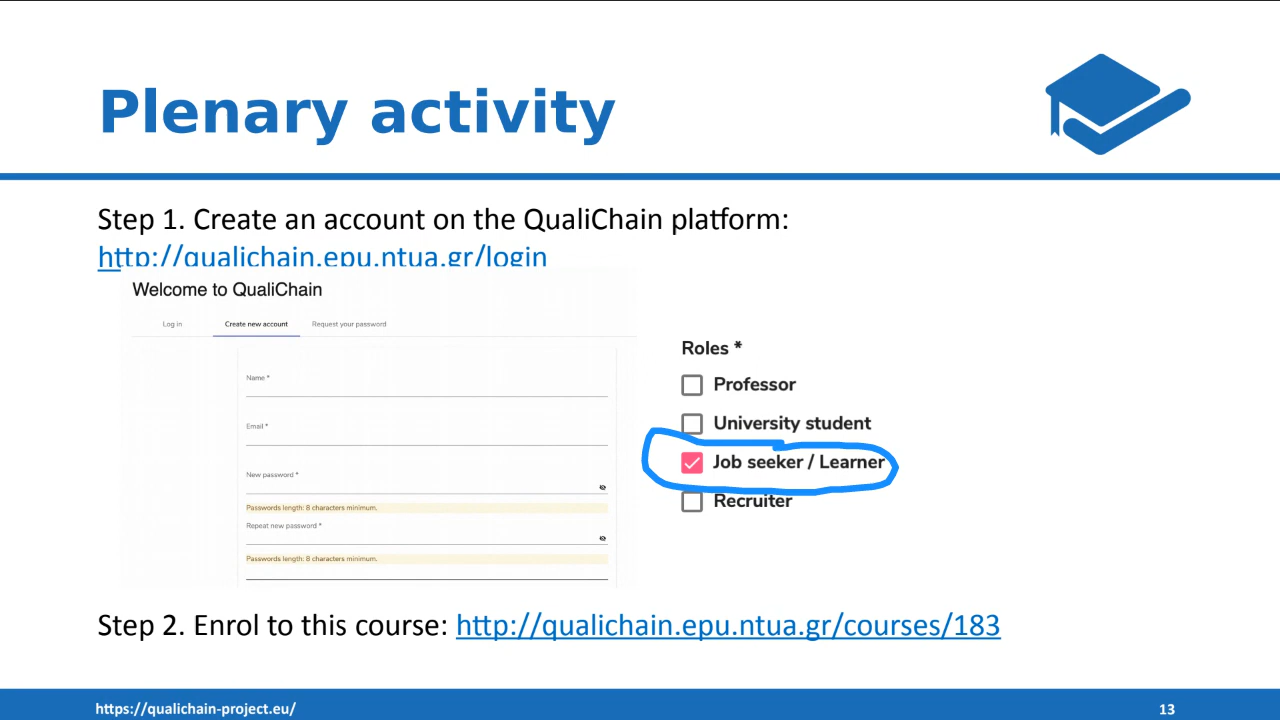 Plenary activity
Step 1. Create an account on the QualiChain platform:
http://qualichain.epu.ntua.gr/login
Welcome to QualiChain
Log in Create new account Request your password
Name *
Email *
New password *
Passwords length: 8 characters minimum.
Repeat new password *
Passwords length: 8 characters minimum.
Roles *
Professor
University student
Job seeker / Learner
Recruiter
Step 2. Enrol to this course: http://qualichain.epu.ntua.gr/courses/183
https://qualichain-project.eu/ 13